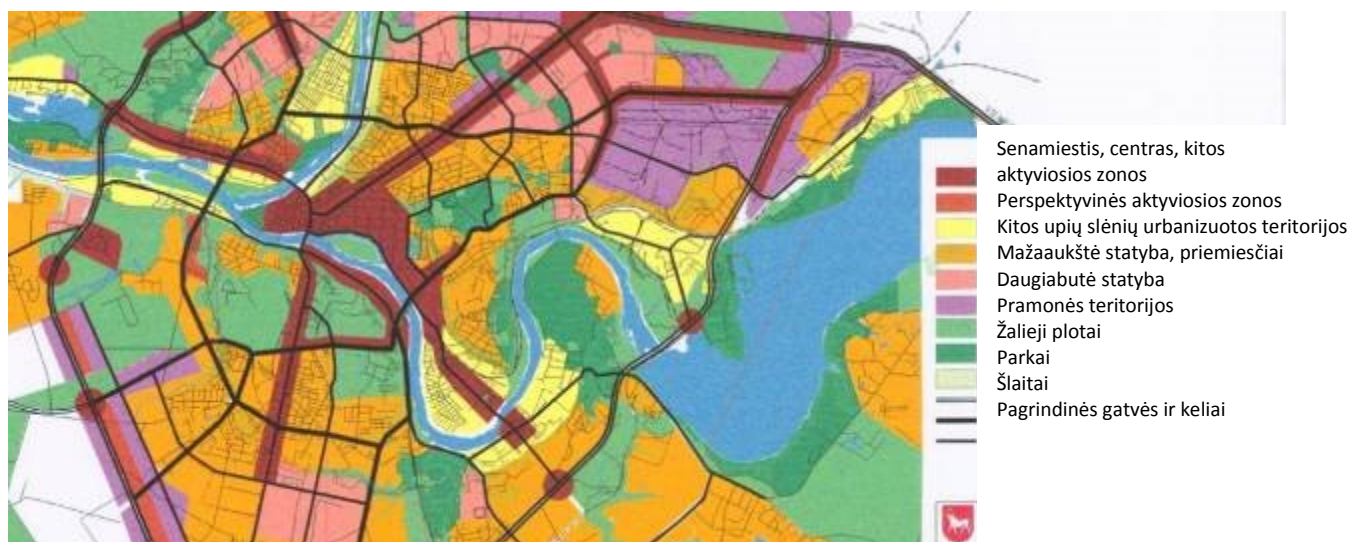 Senamiestis, centras, kitos
aktyviosios zonos
Perspektyvinės aktyviosios zonos
Kitos upių slėnių urbanizuotos teritorijos
Mažaaukštė statyba, priemiesčiai
Daugiabutė statyba
Pramonės teritorijos
Žalieji plotai
Parkai
Šlaitai
Pagrindinės gatvės ir keliai